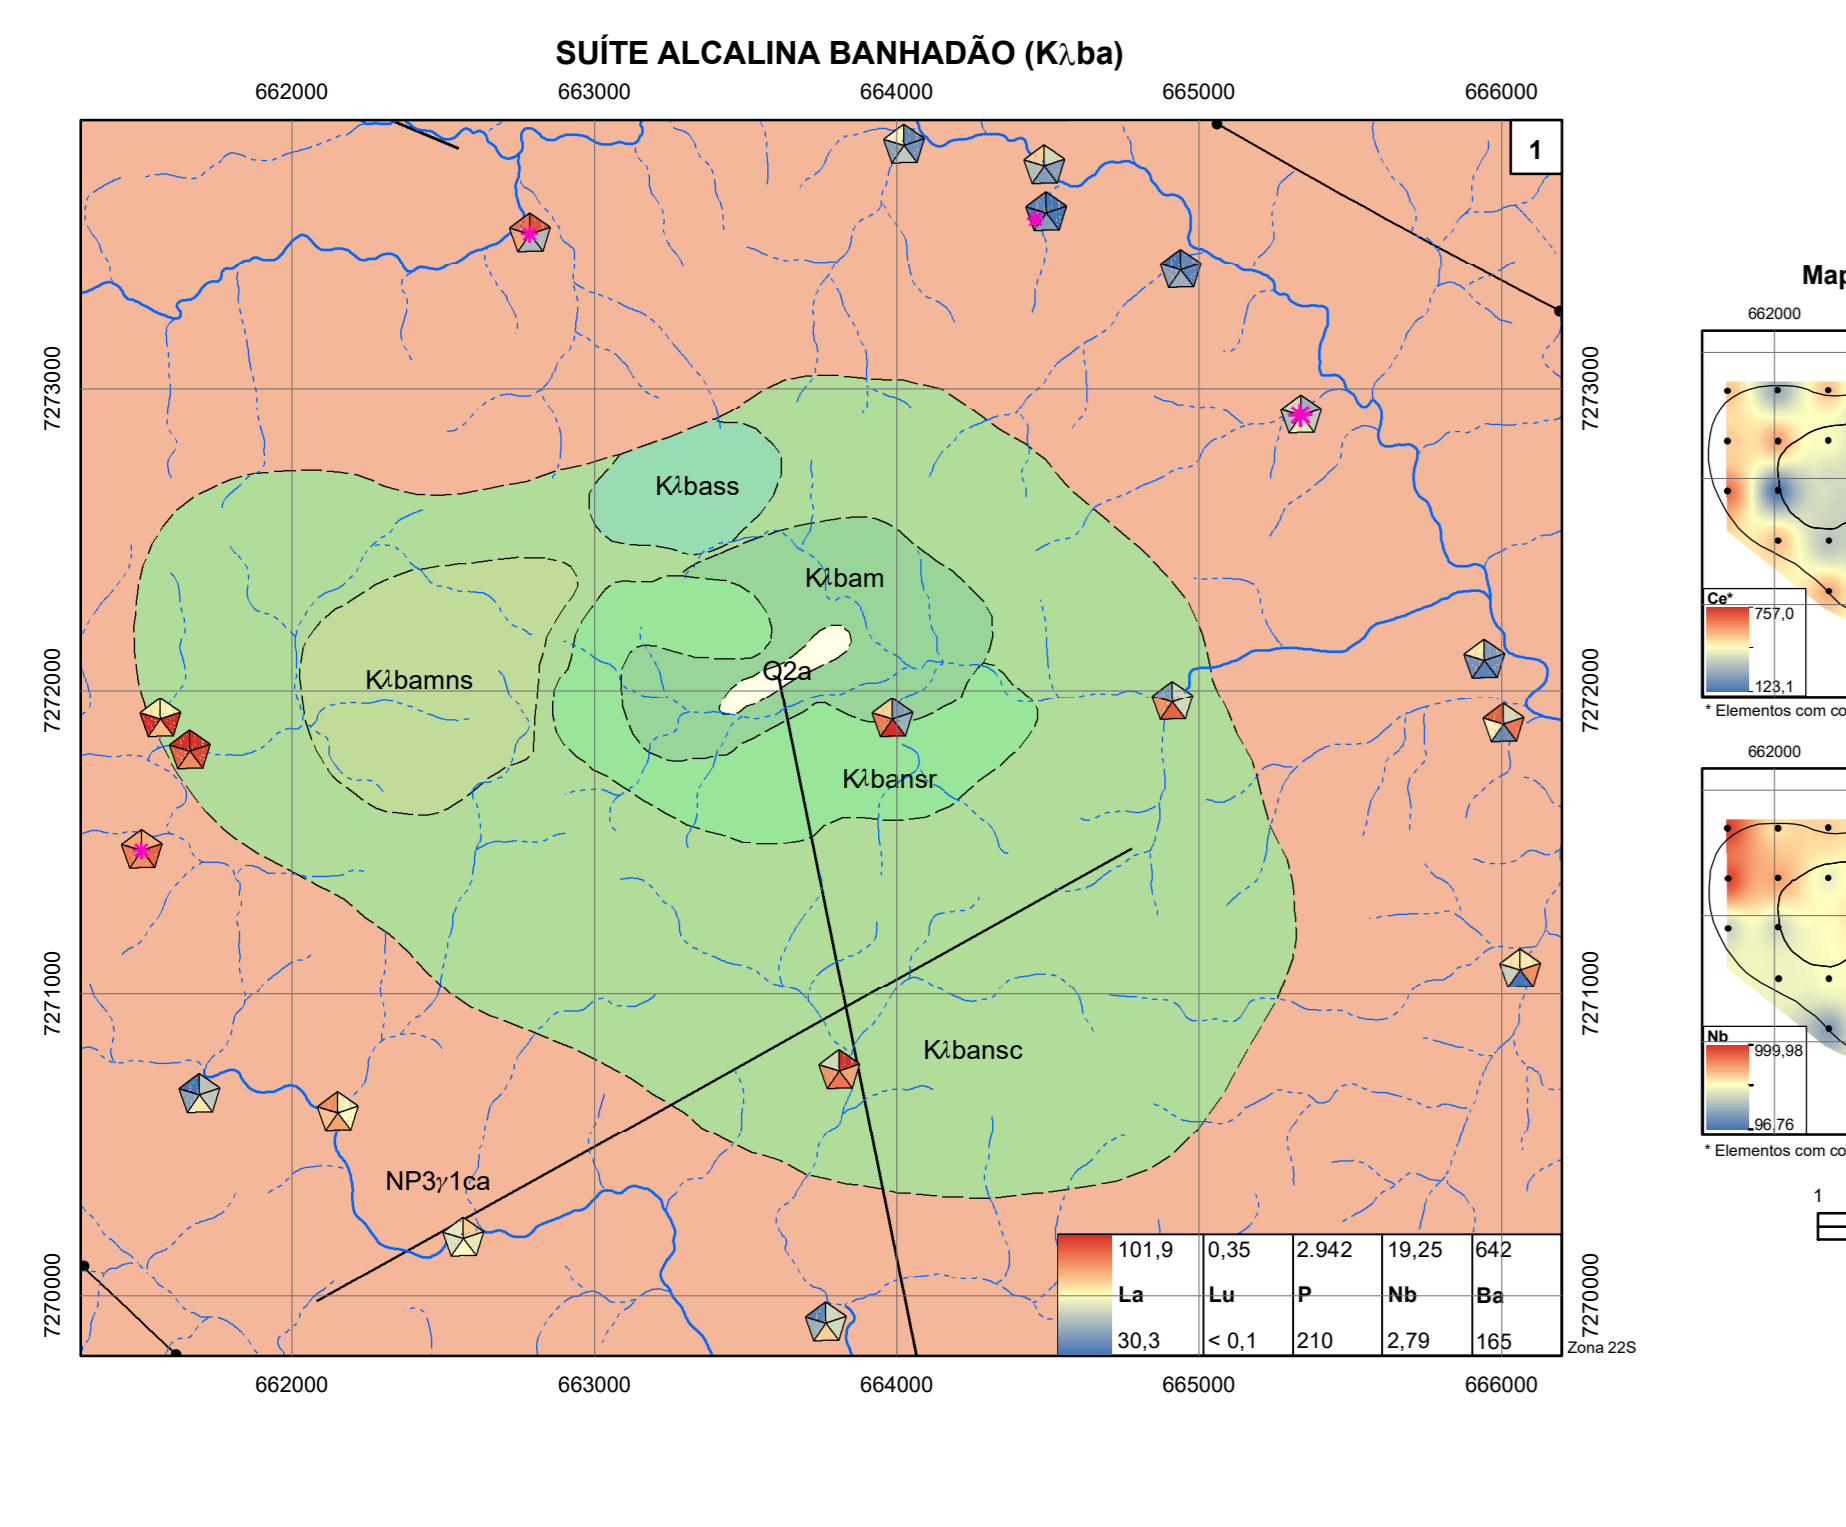 SUÍTE ALCALINA BANHADÃO (Kλba)
662000 663000 664000 665000 666000
1
Map
662000
7273000 7273000
Kλbass
Kλbam
Ce*
757,0
123,1
* Elementos com co
Q2a
Kλbamns
7272000 7272000
Kλbansr
662000
7271000 7271000
Kλbansc
Nb
999,98
96,76
* Elementos com co
NP3γ1ca
1
101,9 0,35 2.942 19,25 642
La Lu P Nb Ba
30,3 < 0,1 210 2,79 165
7270000 7270000
Zona 22S
662000 663000 664000 665000 666000